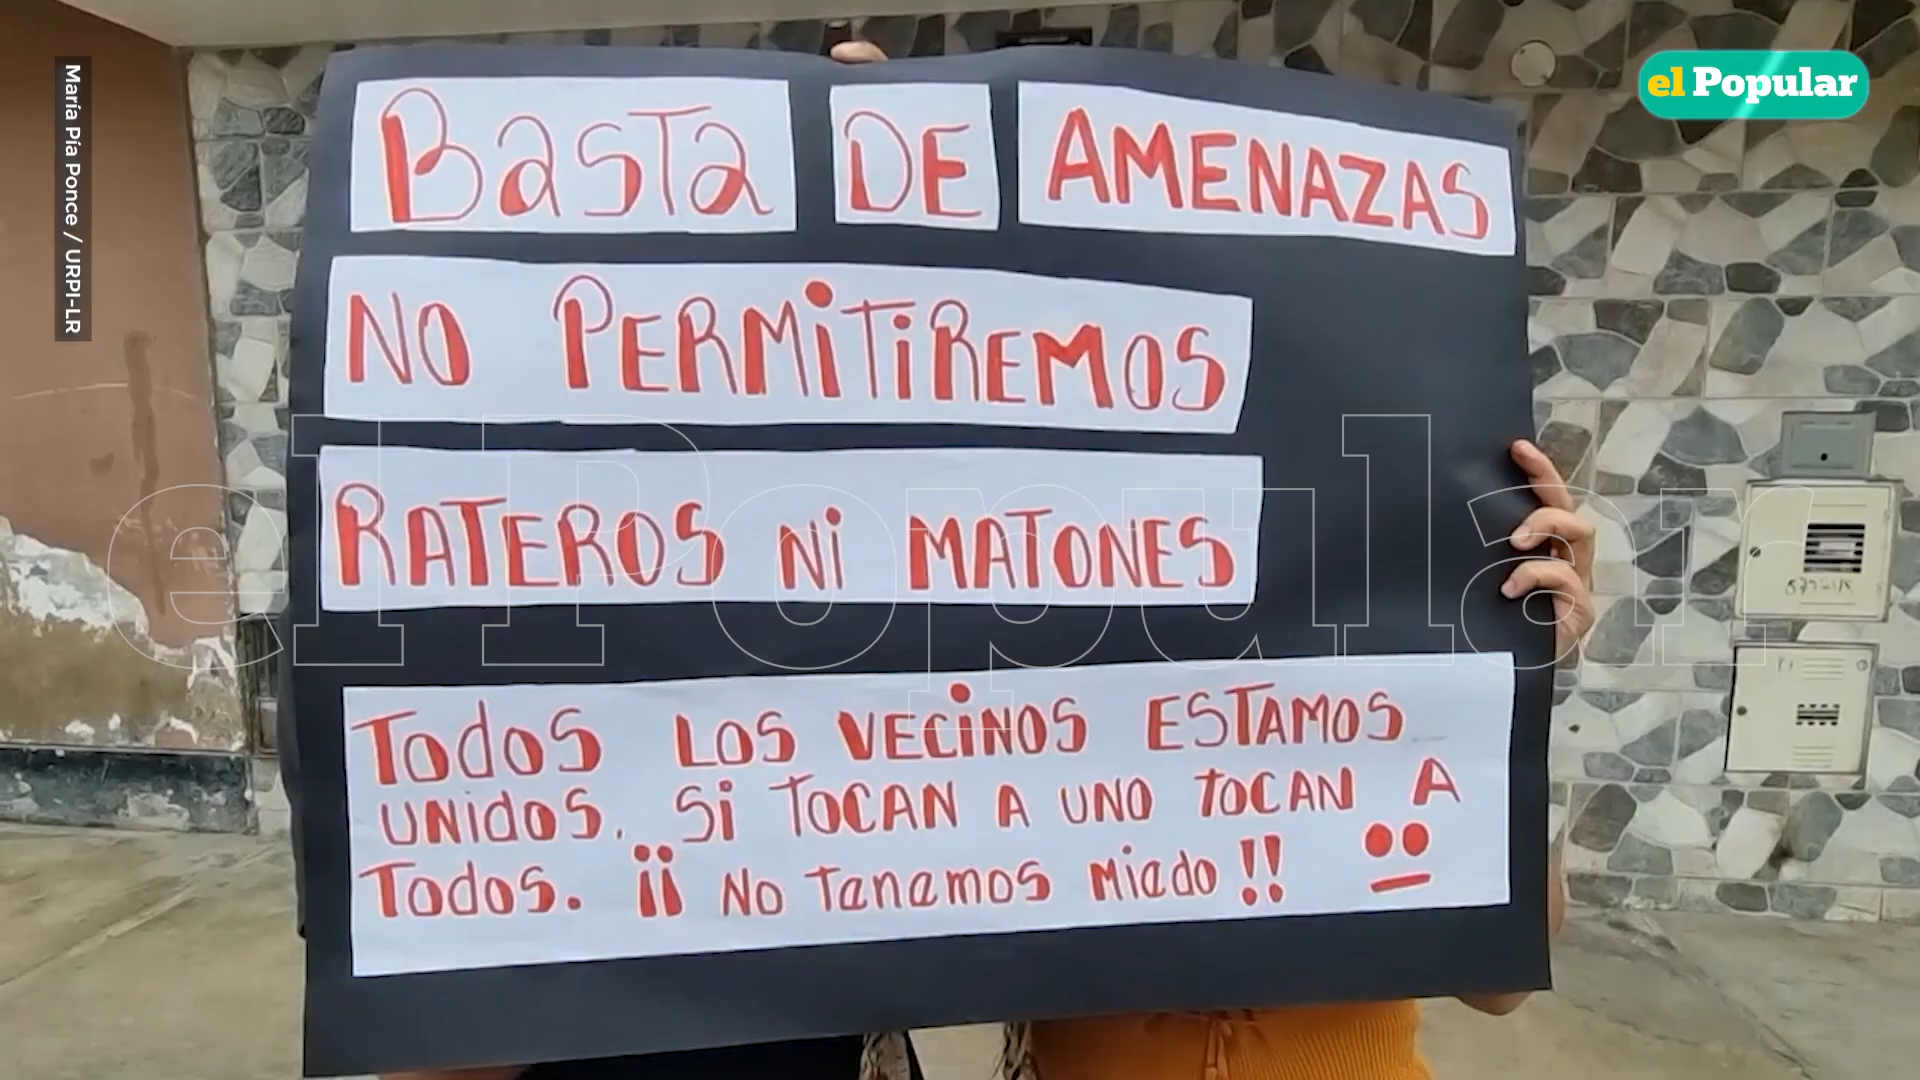 María Pía Ponce / URPI-LR
el Popular
BasTa DE AMENAZAS
NO PERMiTiREMOS
RATEROS Ni MATONES
Todos LOS VECiNOS ESTAMOS
UNidOS. Si TOCAN A UNO TOCAN A
Todos. ¡¡ No Tenemos Miedo !!
el Popular